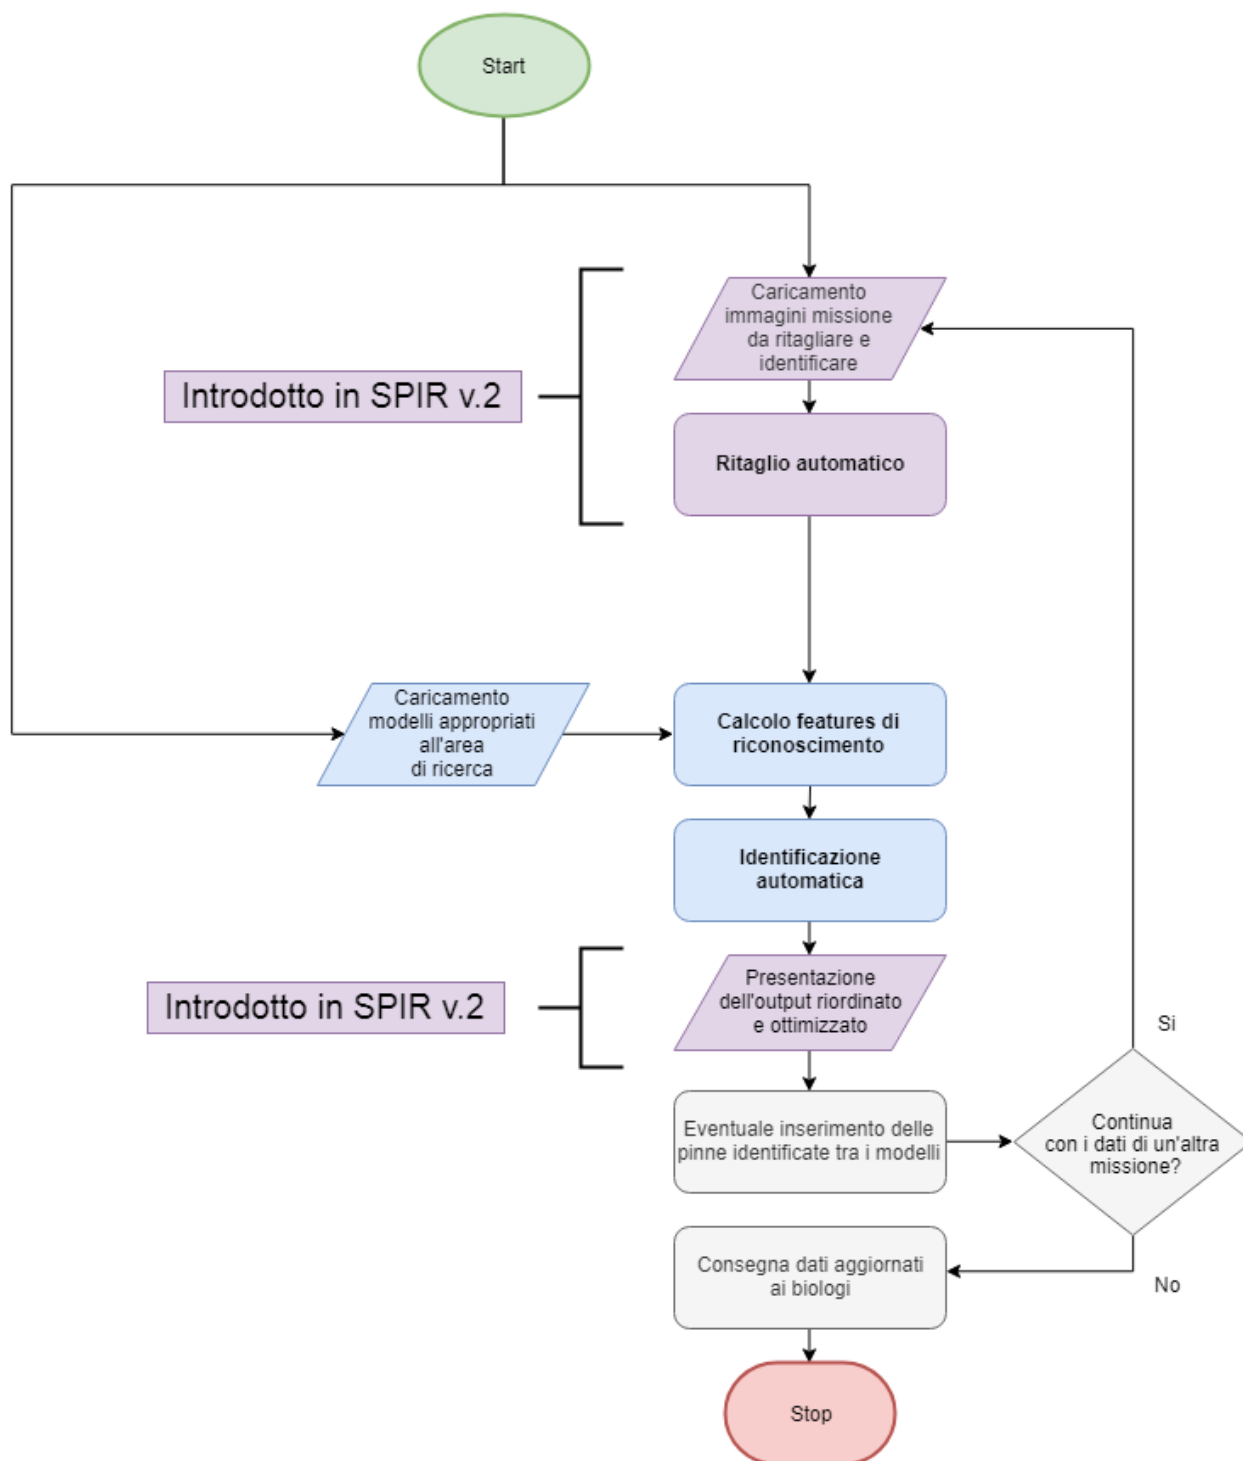 Start
Caricamento
immagini missione
da ritagliare e
identificare
Introdotto in SPIR v.2
Ritaglio automatico
Caricamento
modelli appropriati
all'area
di ricerca
Calcolo features di
riconoscimento
Identificazione
automatica
Introdotto in SPIR v.2
Presentazione
dell'output riordinato
e ottimizzato
Si
Eventuale inserimento delle
pinne identificate tra i modelli
Continua
con i dati di un'altra
missione?
Consegna dati aggiornati
ai biologi
No
Stop